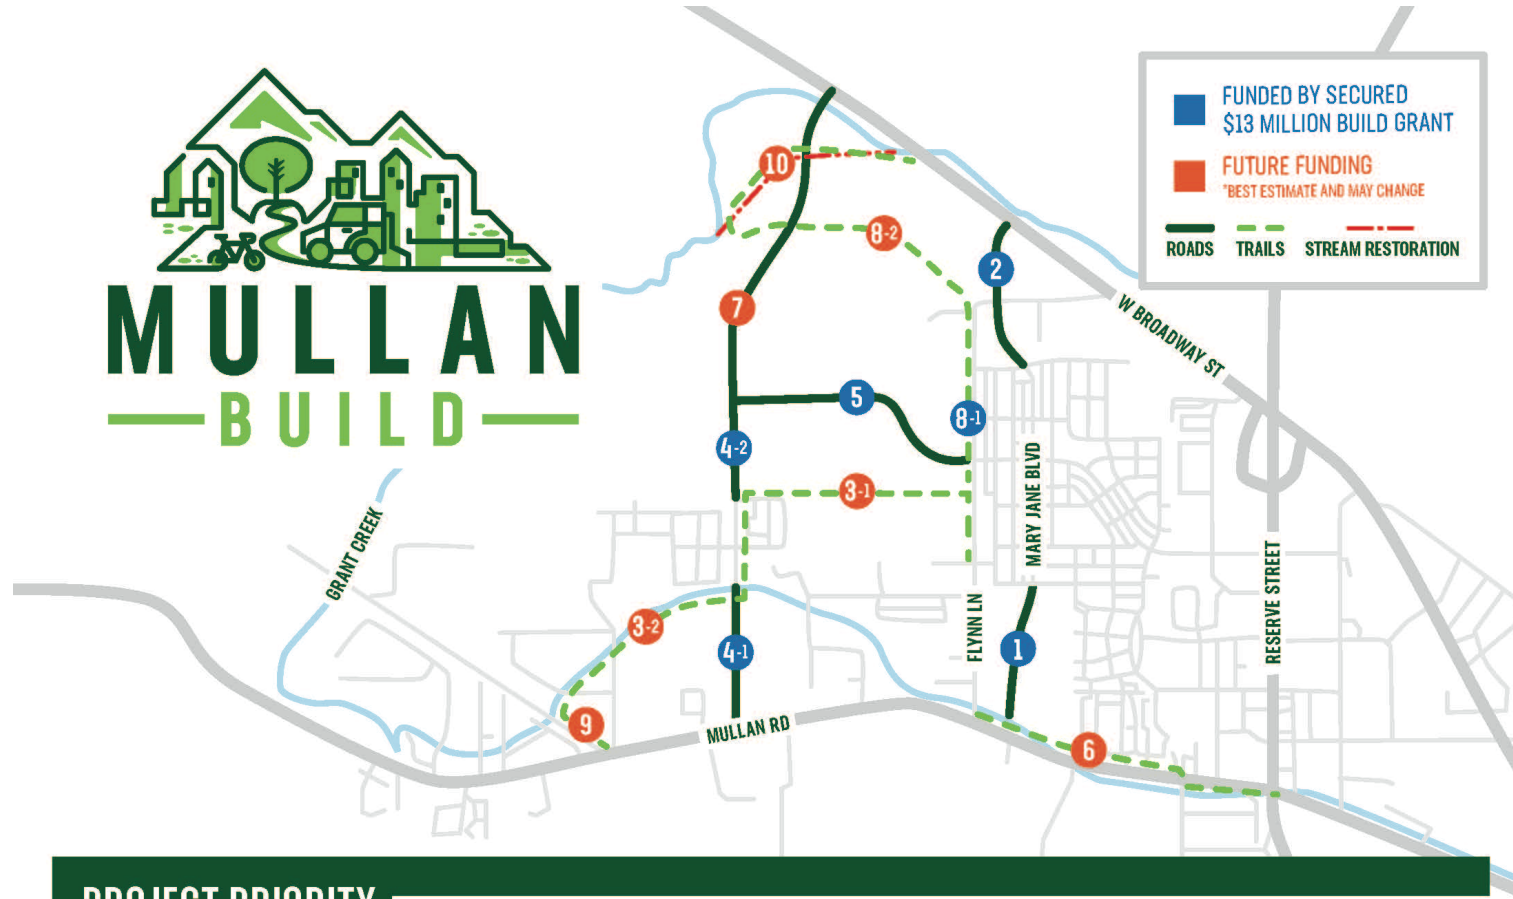 MULLAN
BUILD
FUNDED BY SECURED
$13 MILLION BUILD GRANT
FUTURE FUNDING
*BEST ESTIMATE AND MAY CHANGE
ROADS
TRAILS
STREAM RESTORATION
10
8-2
2
7
W BROADWAY ST
5
8-1
4-2
MARY JANE BLVD
3-1
GRANT CREEK
RESERVE STREET
FLYNN LN
3-2
4-1
1
9
MULLAN RD
6
PROJECT PRIORITY